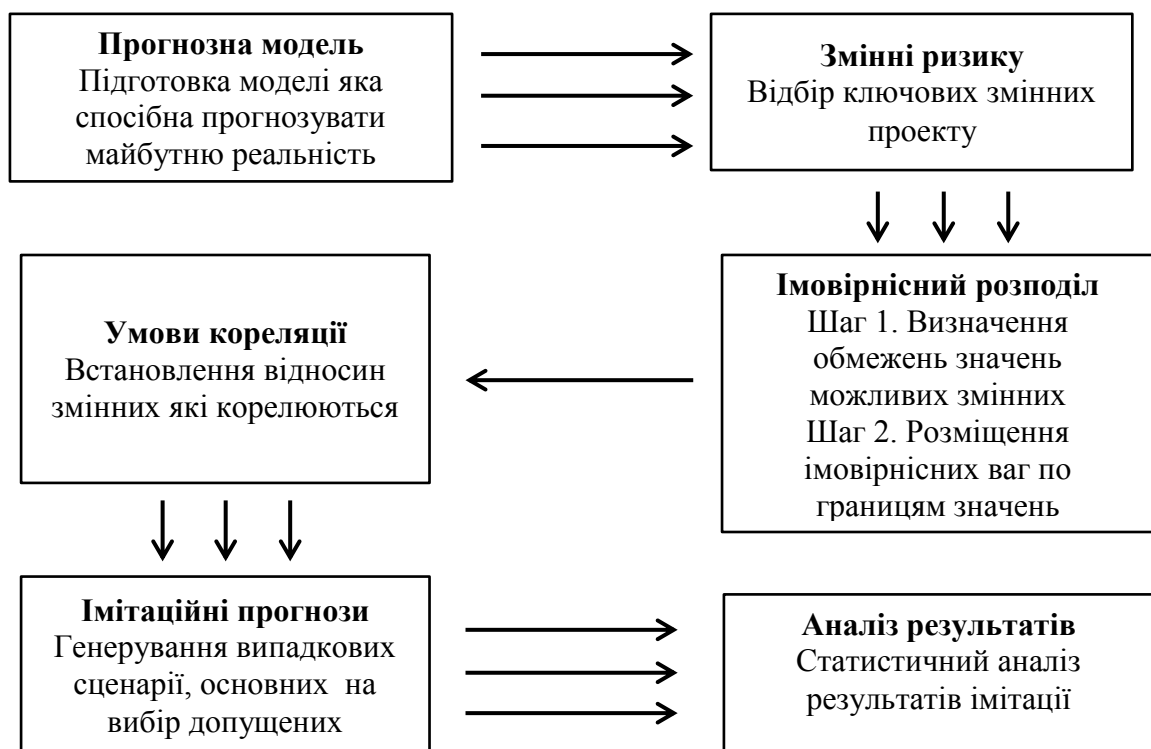 Прогнозна модель
Підготовка моделі яка
спосібна прогнозувати
майбутню реальність
Змінні ризику
Відбір ключових змінних
проекту
Імовірнісний розподіл
Шаг 1. Визначення
обмежень значень
можливих змінних
Шаг 2. Розміщення
імовірнісних ваг по
границям значень
Умови кореляції
Встановлення відносин
змінних які корелюються
Імітаційні прогнози
Генерування випадкових
сценарії, основних на
вибір допущених
Аналіз результатів
Статистичний аналіз
результатів імітації